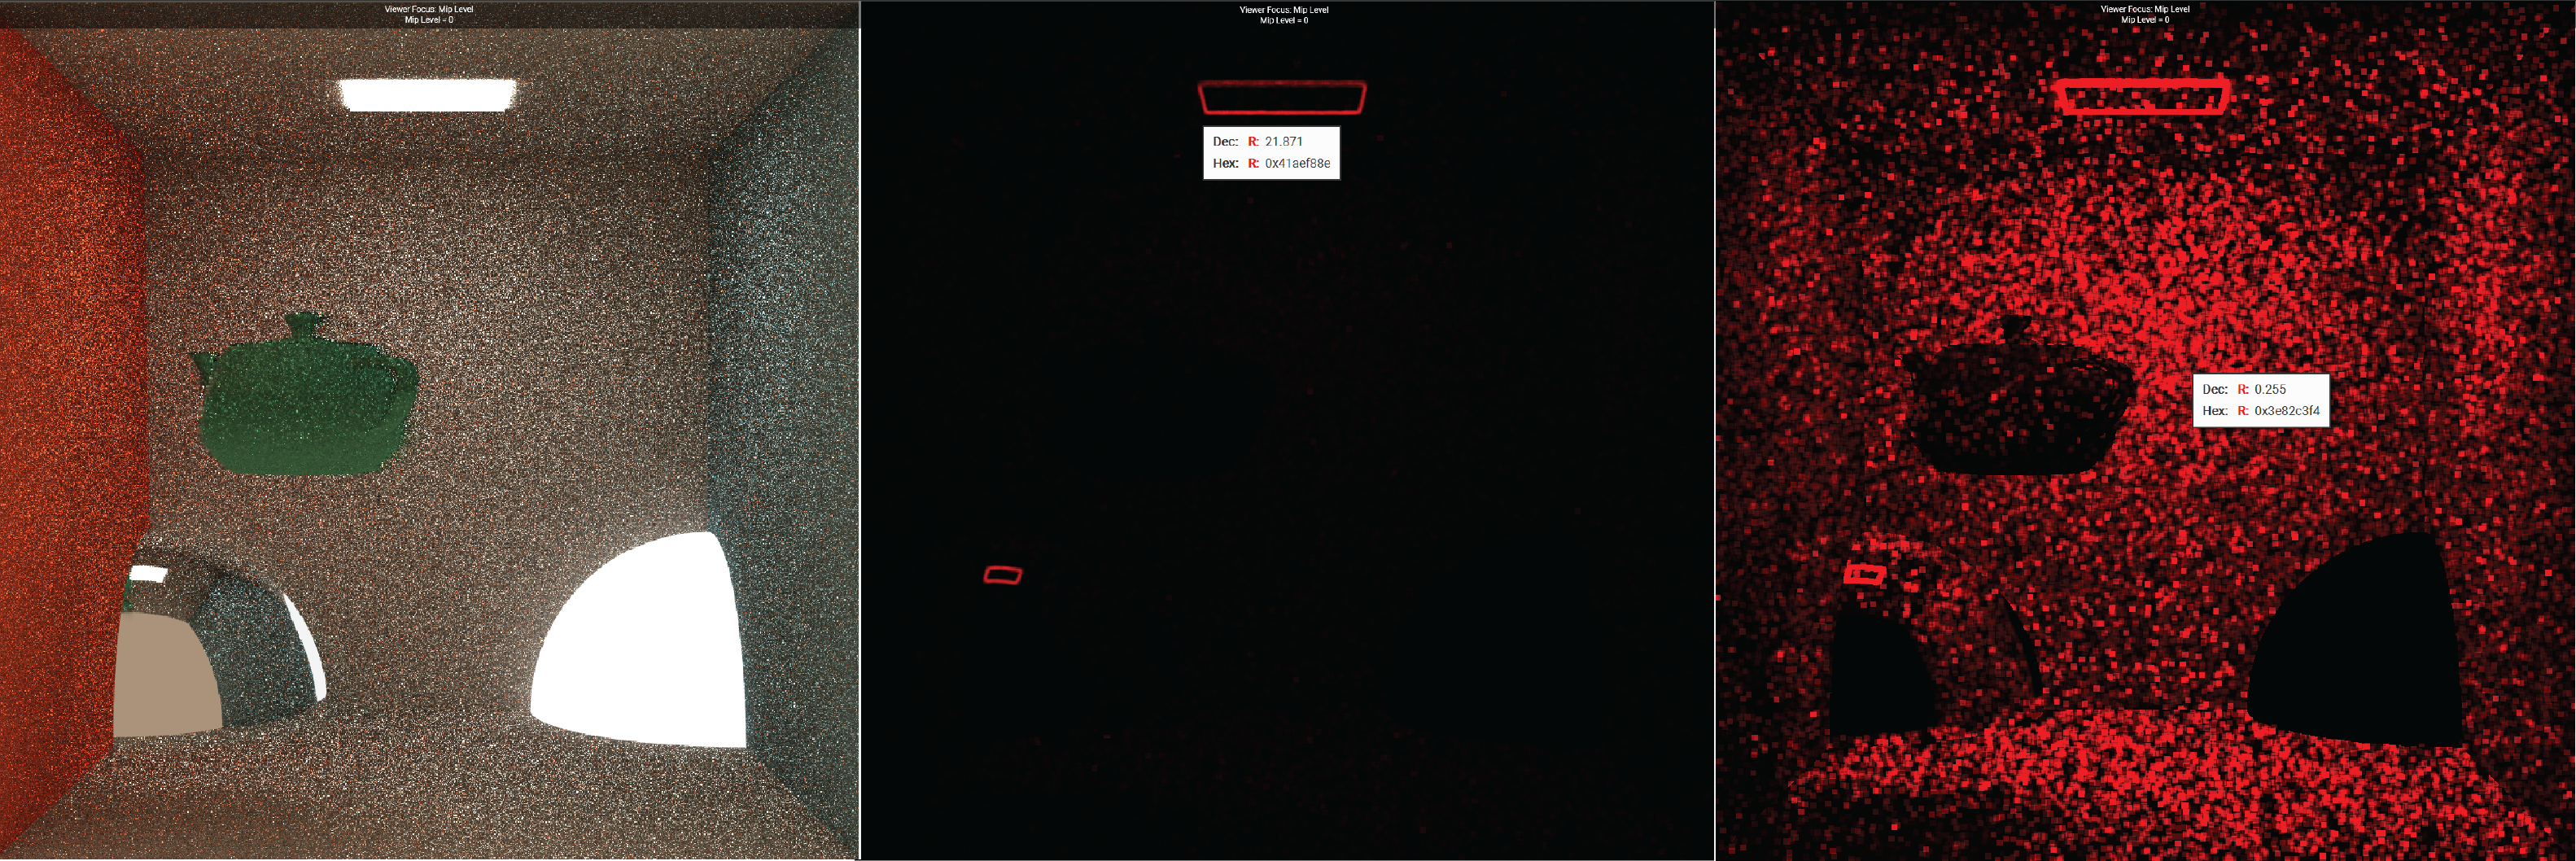 Viewer Focus: Mip Level
Mip Level = 0
Viewer Focus: Mip Level
Mip Level = 0
Dec: R: 21.871
Hex: R: 0x41aef88e
Viewer Focus: Mip Level
Mip Level = 0
Dec: R: 0.255
Hex: R: 0x3e82c3f4